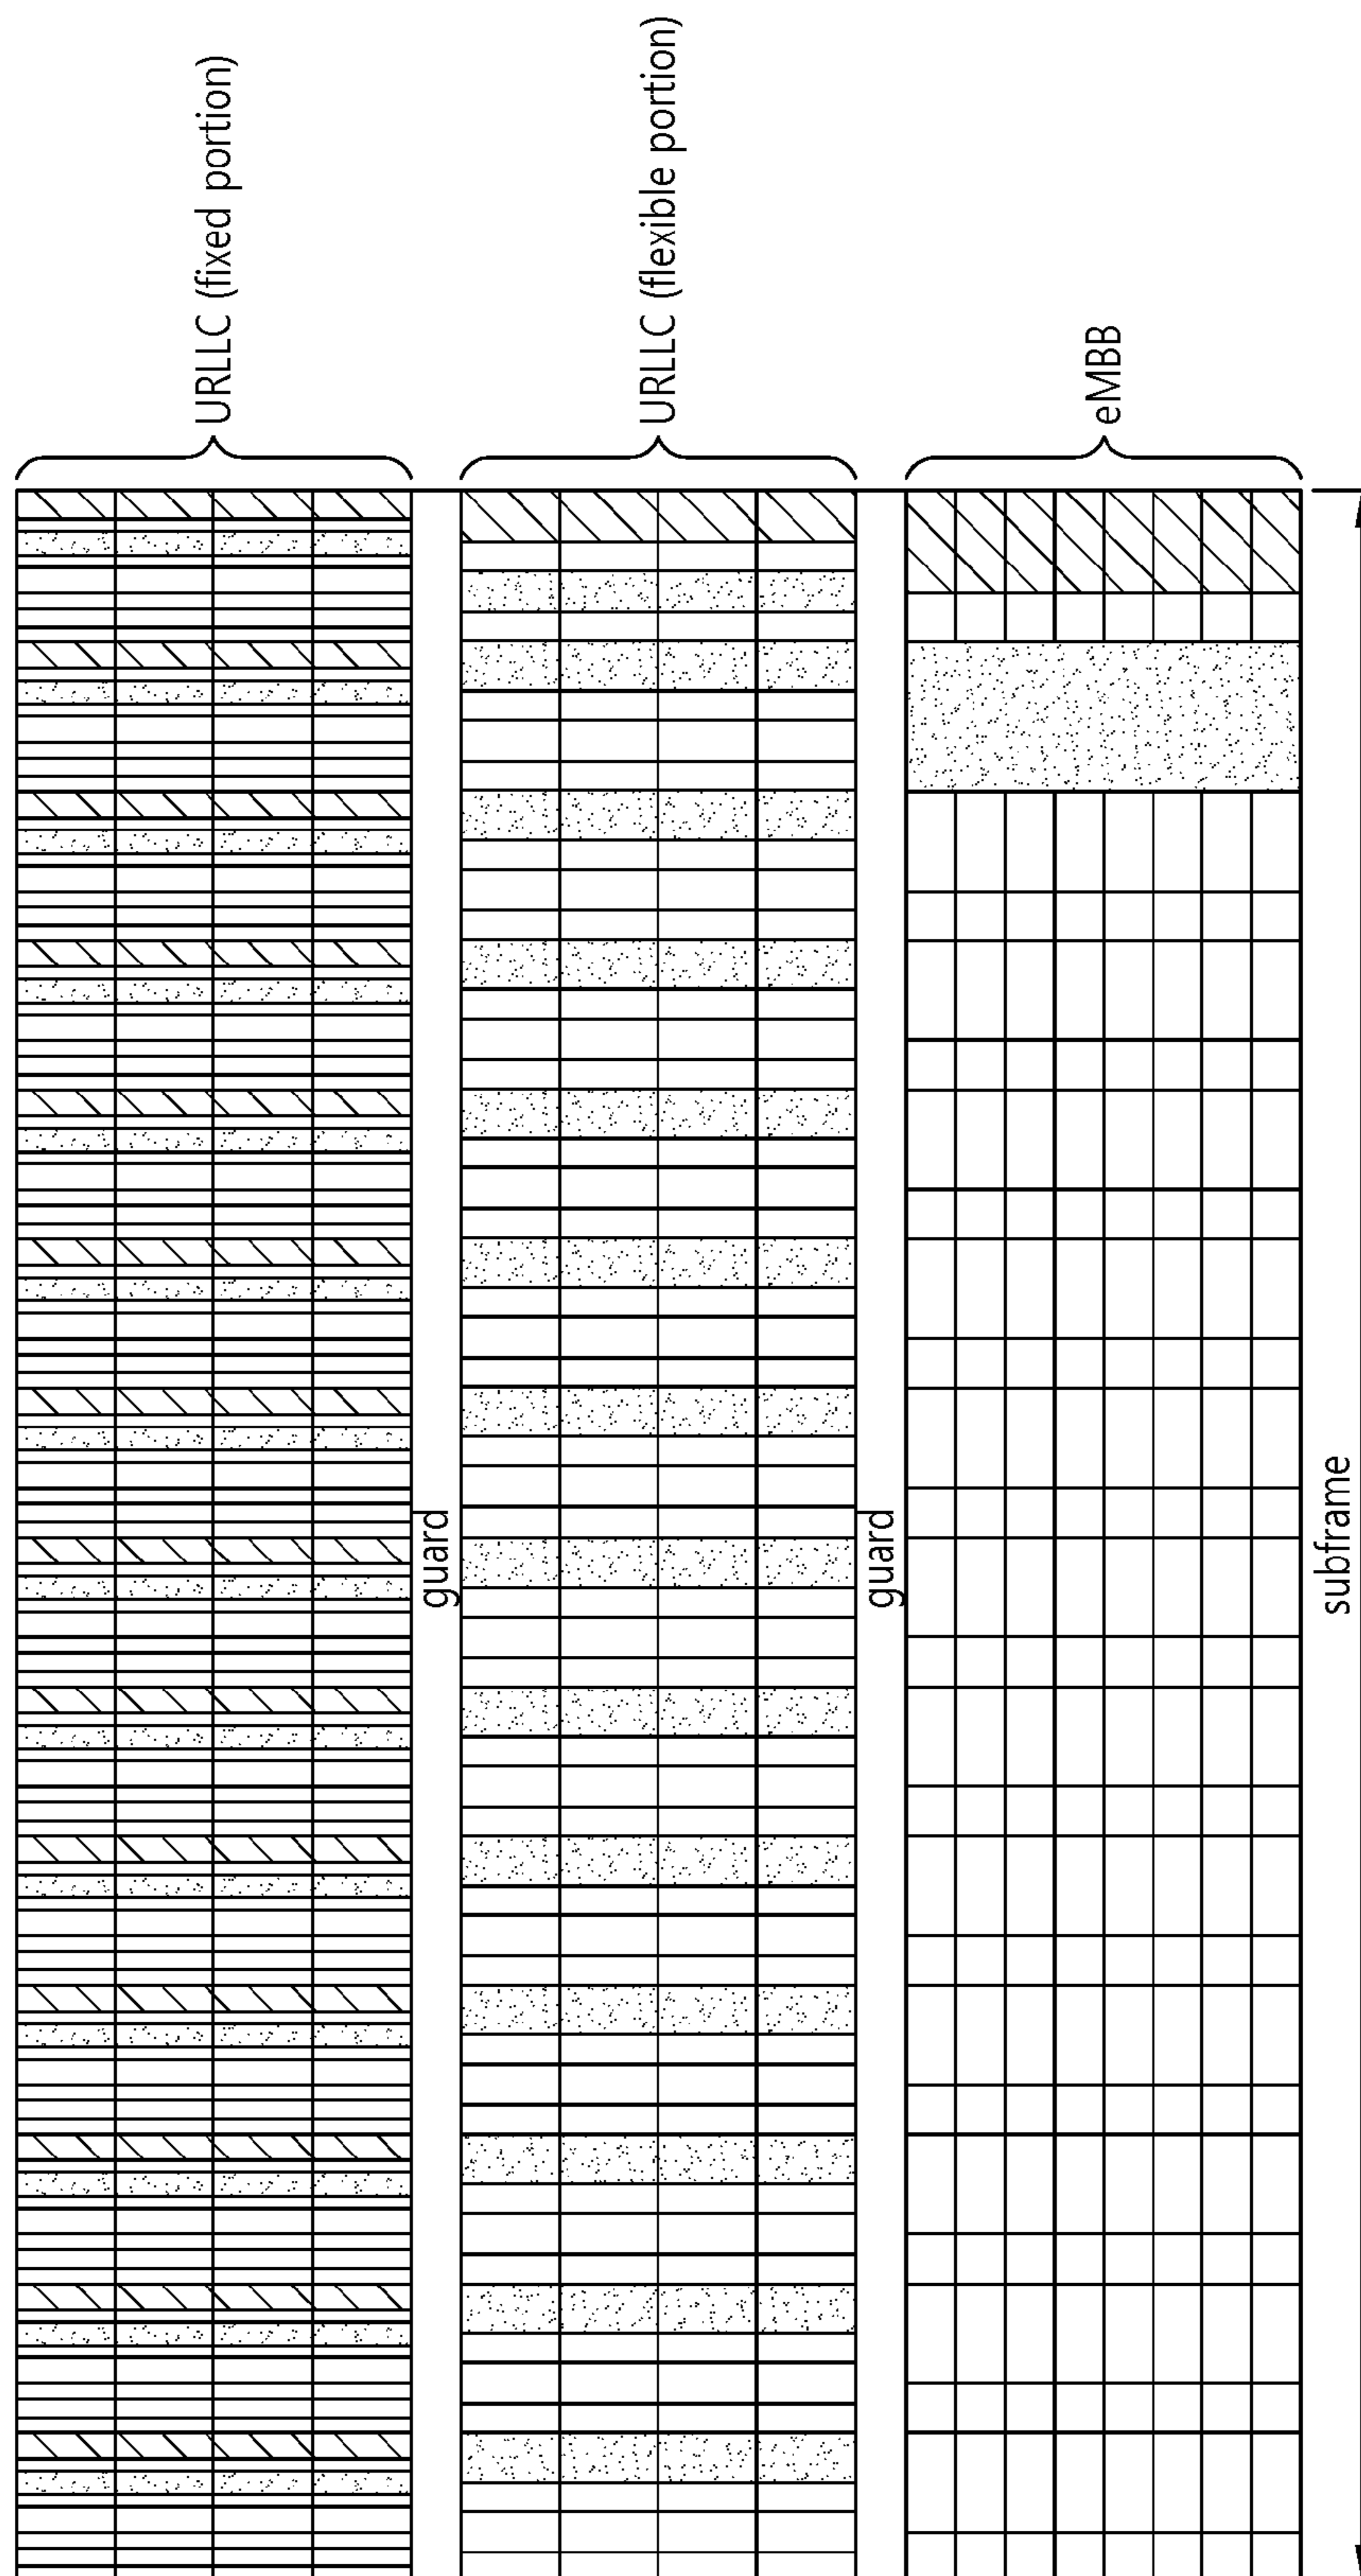 URLLC (fixed portion)
URLLC (flexible portion)
eMBB
guard
guard
subframe